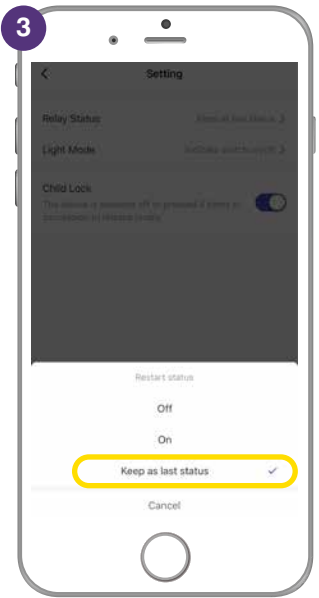 3
Setting
Relay Status
Light Mode
Child Lock
Restart status
Off
On
Keep as last status
Cancel